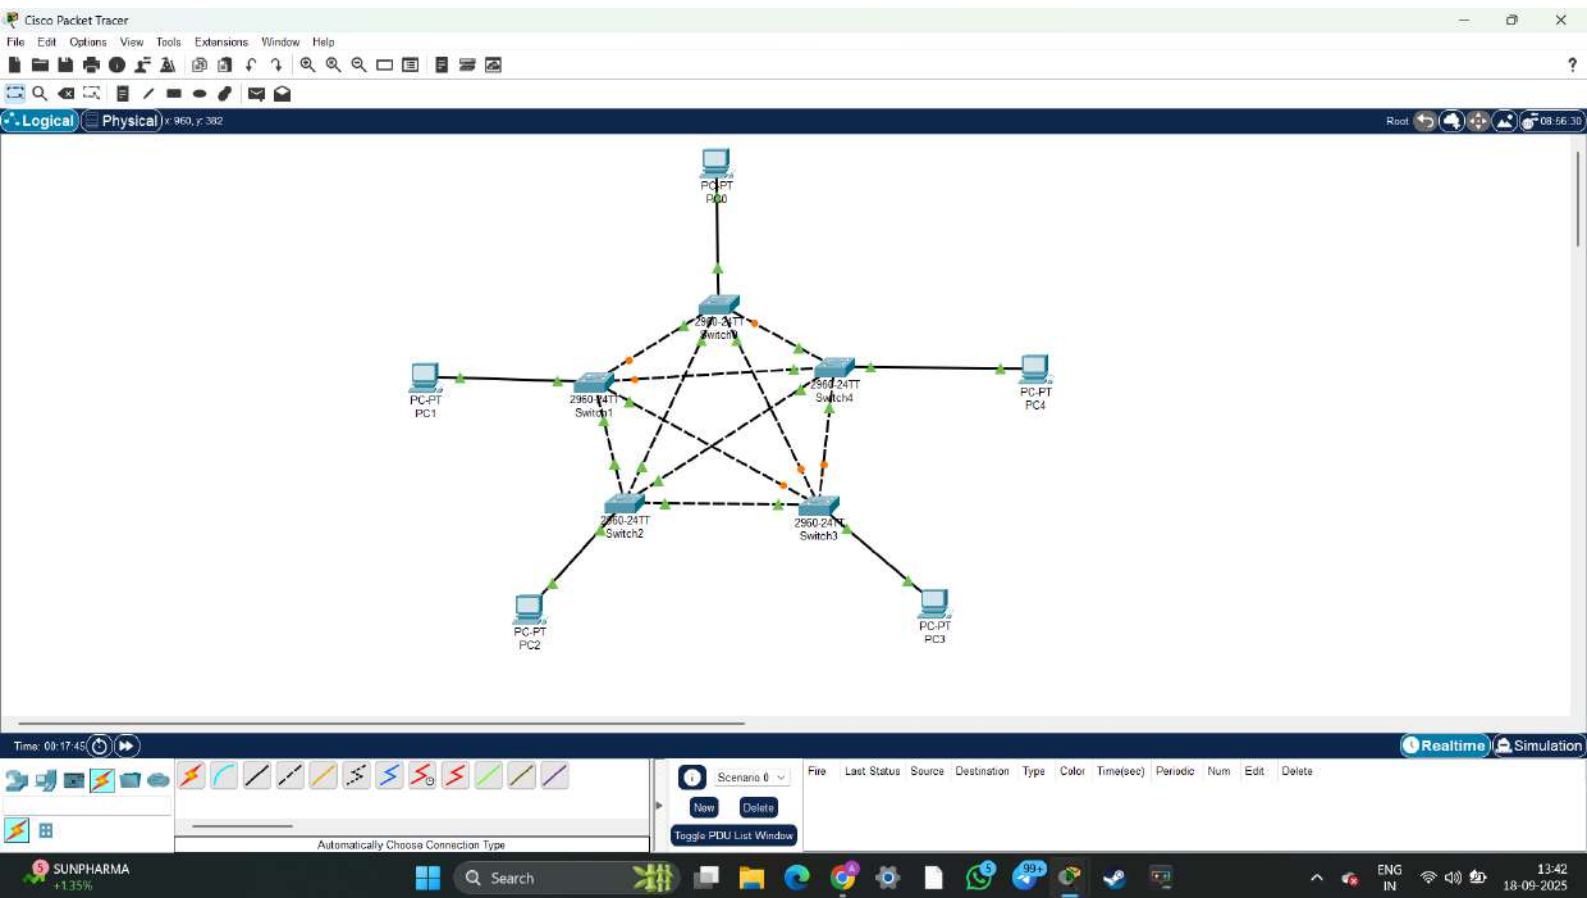 Cisco Packet Tracer
File Edit Options View Tools Extensions Window Help
?
Logical Physical x: 960, y: 382 Root 08:56:30
PC-PT
PC0
2960-24TT
Switch0
PC-PT
PC1
2960-24TT
Switch1
2960-24TT
Switch4
PC-PT
PC4
2960-24TT
Switch2
2960-24TT
Switch3
PC-PT
PC2
PC-PT
PC3
Time: 00:17:45 Realtime Simulation
Scenario 0
New Delete
Toggle PDU List Window
Fire Last Status Source Destination Type Color Time(sec) Periodic Num Edit Delete
Automatically Choose Connection Type
5 SUNPHARMA
+1.35%
Search
5
99+
ENG
IN
13:42
18-09-2025